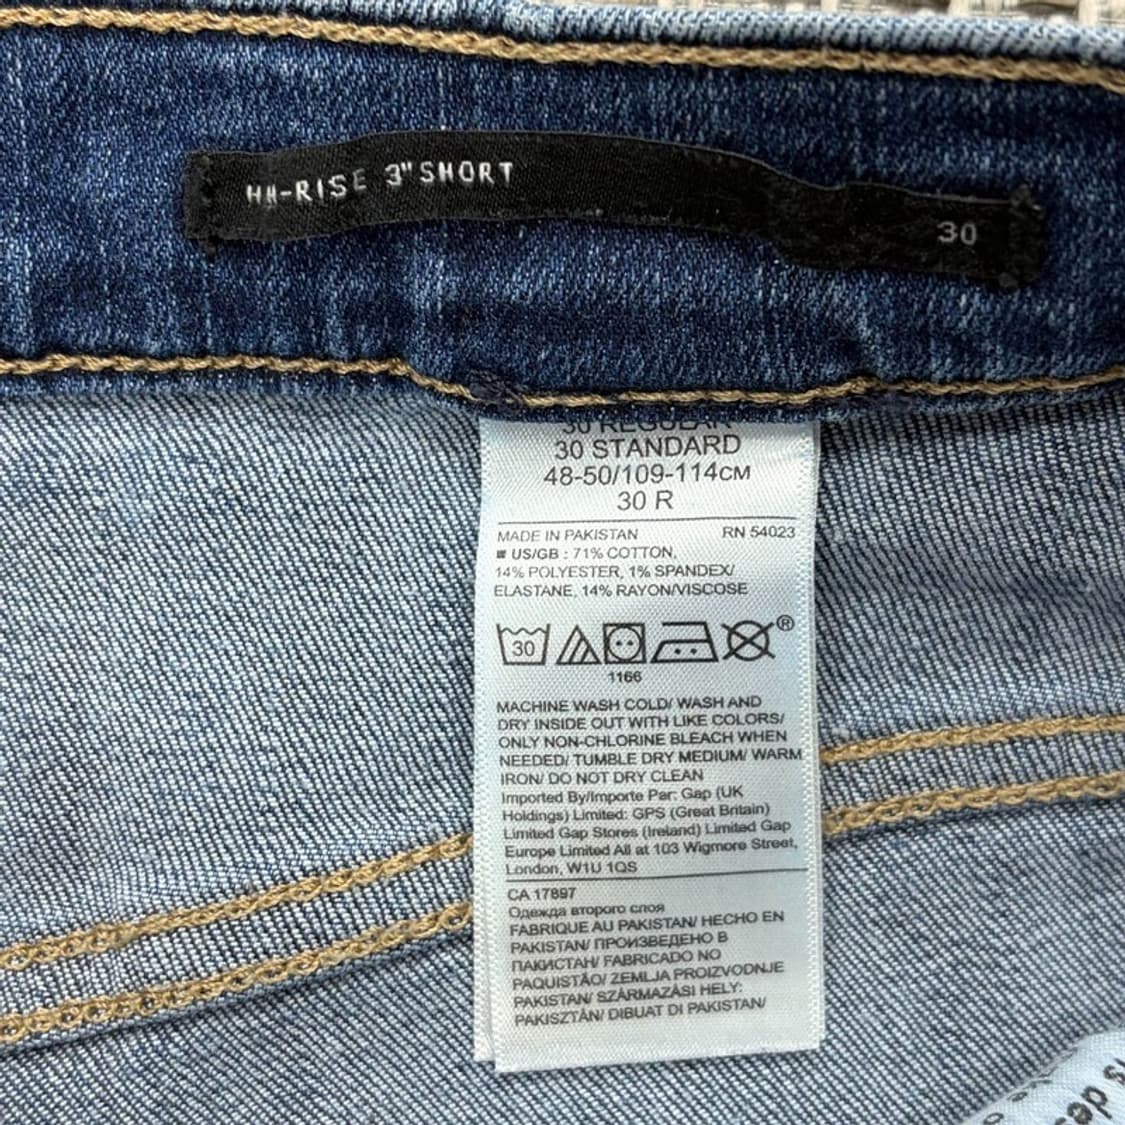 HH-RISE 3" SHORT
30
30 REGULAR
30 STANDARD
48-50/109-114CM
30 R
MADE IN PAKISTAN RN 54023
US/GB : 71% COTTON,
14% POLYESTER, 1% SPANDEX/
ELASTANE, 14% RAYON/VISCOSE
30
®
1166
MACHINE WASH COLD/ WASH AND
DRY INSIDE OUT WITH LIKE COLORS/
ONLY NON-CHLORINE BLEACH WHEN
NEEDED/ TUMBLE DRY MEDIUM/ WARM
IRON/ DO NOT DRY CLEAN
Imported By/Importe Par: Gap (UK
Holdings) Limited: GPS (Great Britain)
Limited Gap Stores (Ireland) Limited Gap
Europe Limited All at 103 Wigmore Street,
London, W1U 1QS
CA 17897
Одежда второго слоя
FABRIQUE AU PAKISTAN/ HECHO EN
PAKISTAN/ ПРОИЗВЕДЕНО В
ПАКИСТАН/ FABRICADO NO
PAQUISTÃO/ ZEMLJA PROIZVODNJE
PAKISTAN/ SZÁRMAZÁSI HELY:
PAKISZTÁN/ DIBUAT DI PAKISTAN/